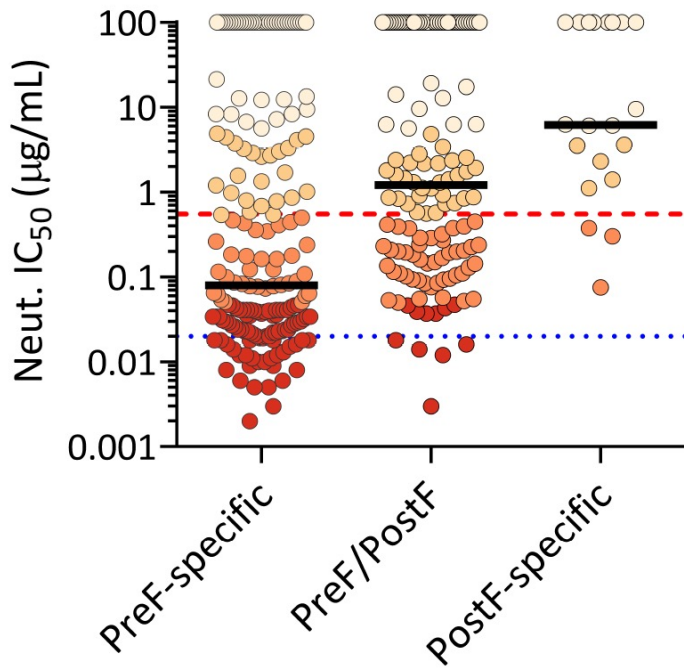 Neut. IC50 (µg/mL)
100
10
1
0.1
0.01
0.001
PreF-specific
PreF/PostF
PostF-specific